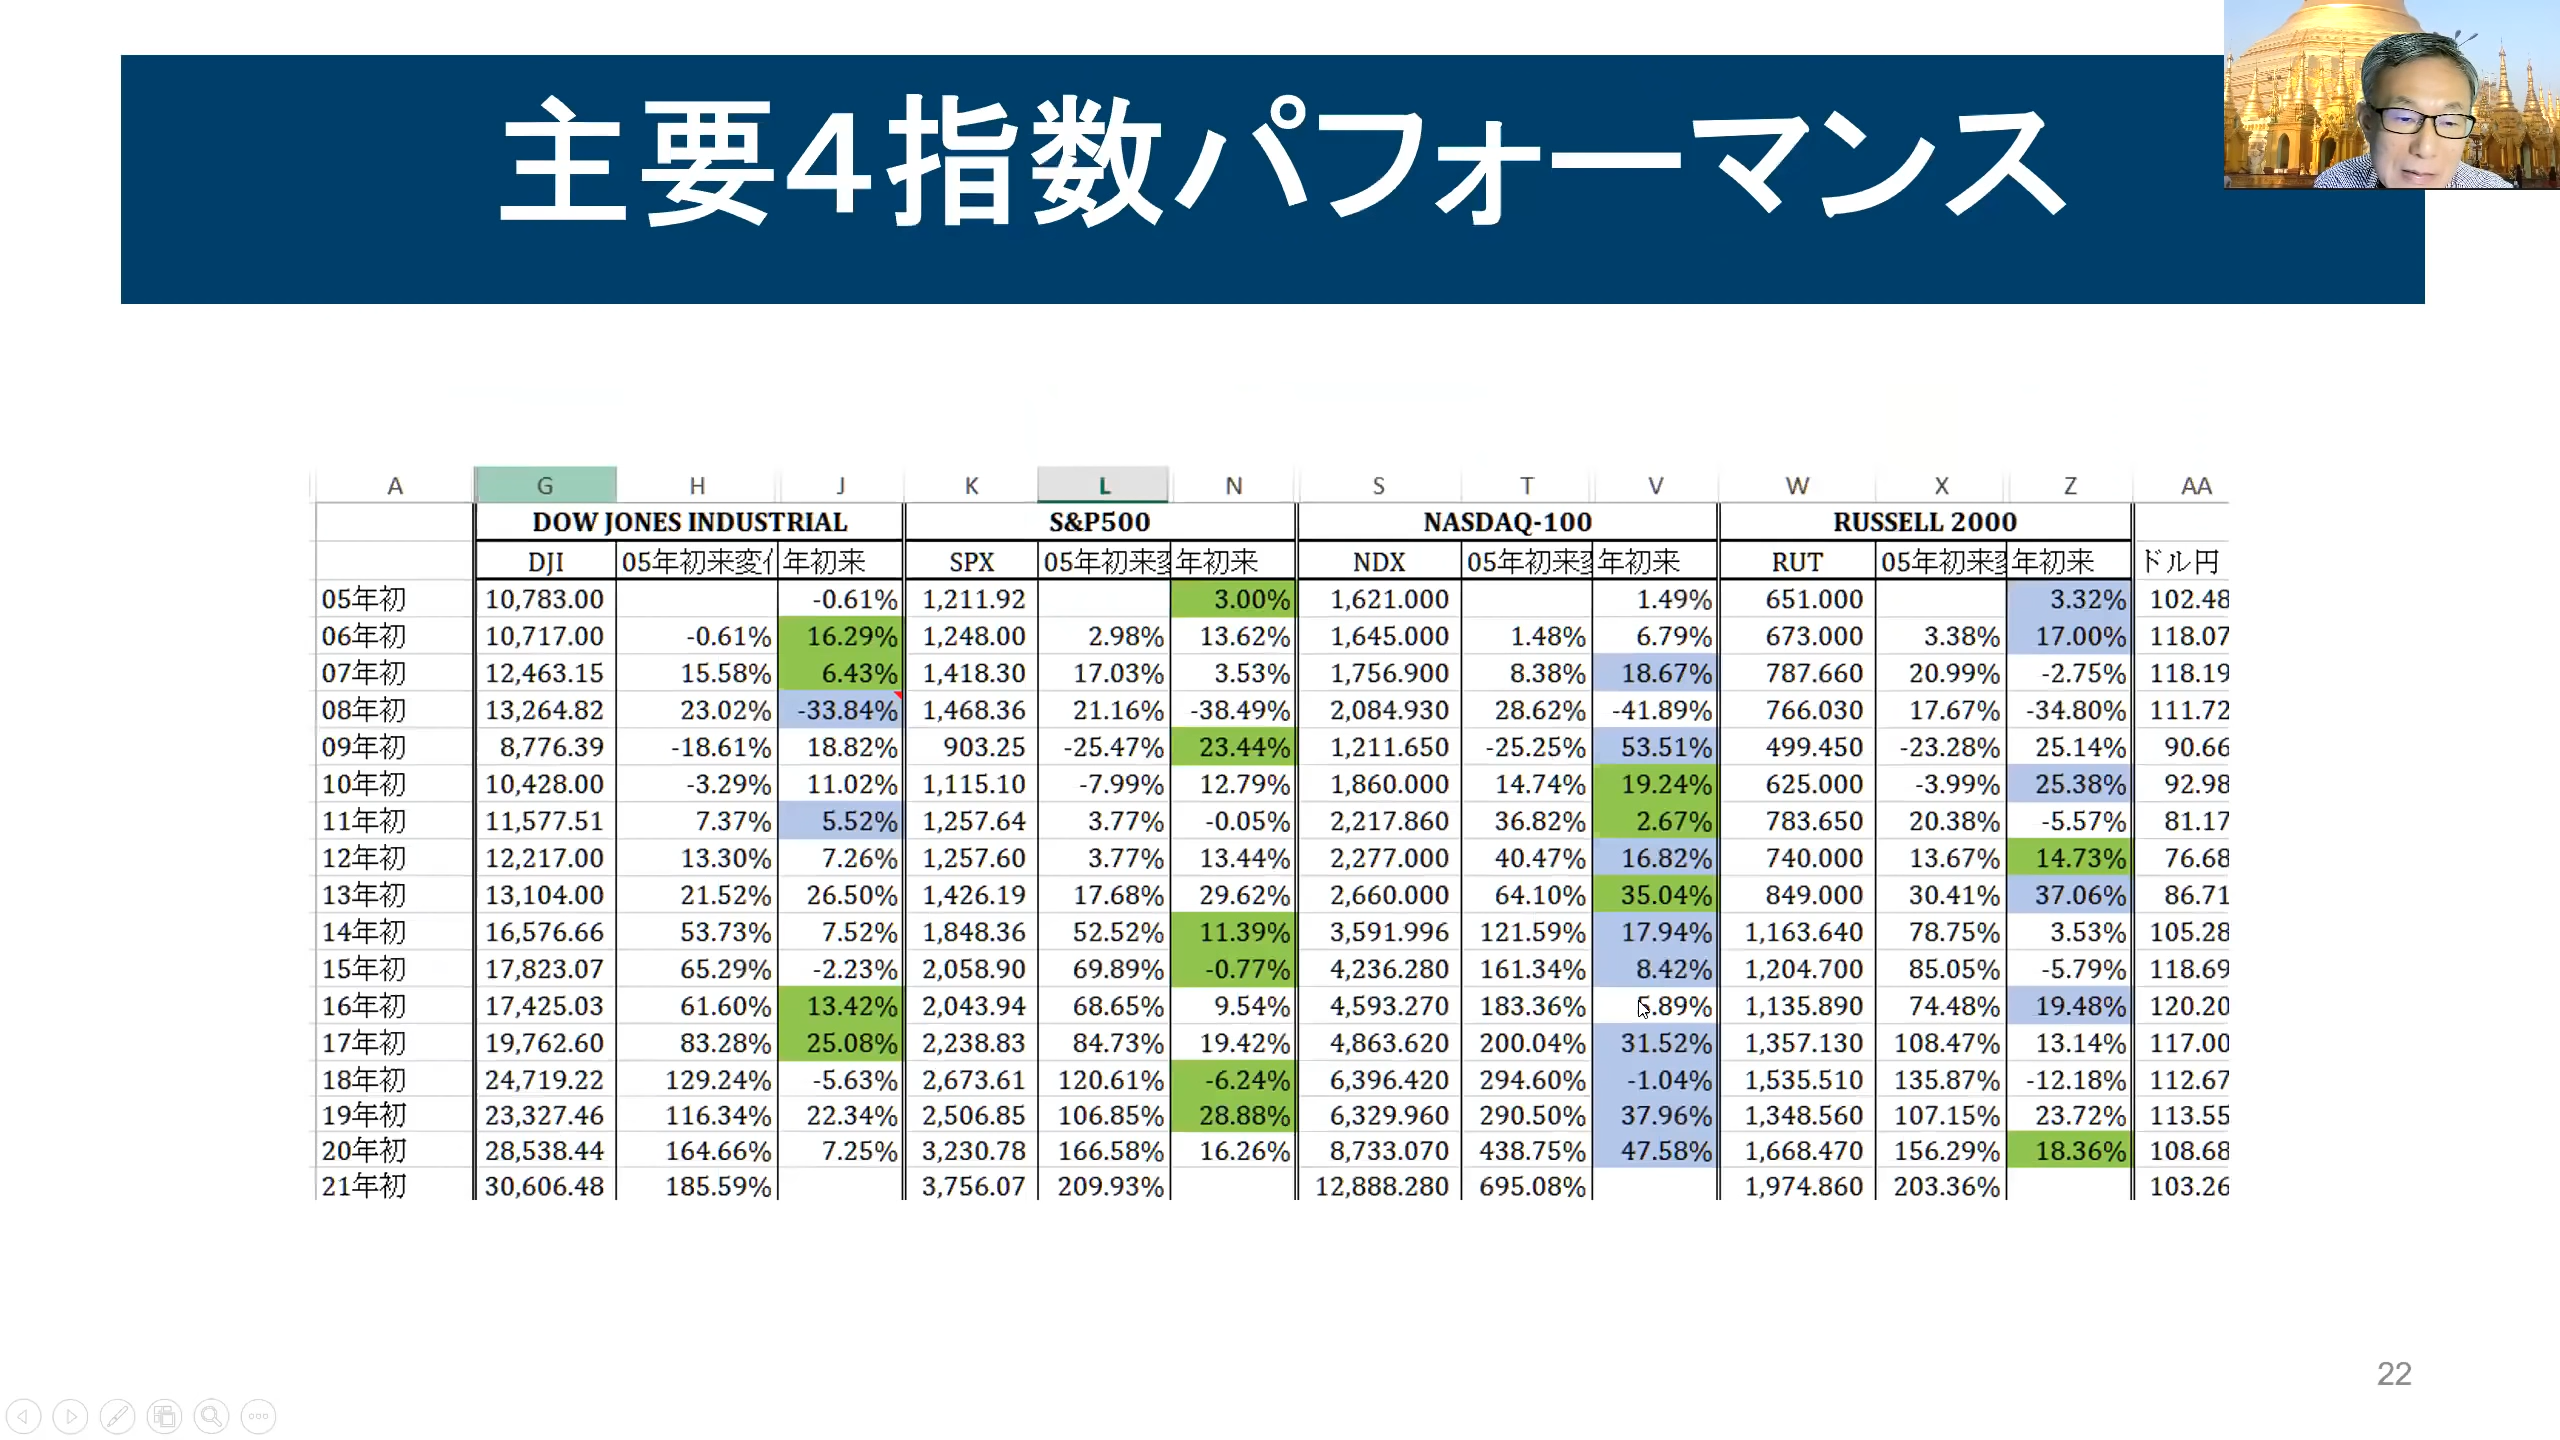 主要4指数パフォーマンス
A G H J K L N S T V W X Z AA
DOW JONES INDUSTRIAL S&P500 NASDAQ-100 RUSSELL 2000
DJI 05年初来変 年初来 SPX 05年初来 年初来 NDX 05年初来 年初来 RUT 05年初来 年初来 ドル円
05年初 10,783.00 -0.61% 1,211.92 3.00% 1,621.000 1.49% 651.000 3.32% 102.48
06年初 10,717.00 -0.61% 16.29% 1,248.00 2.98% 13.62% 1,645.000 1.48% 6.79% 673.000 3.38% 17.00% 118.07
07年初 12,463.15 15.58% 6.43% 1,418.30 17.03% 3.53% 1,756.900 8.38% 18.67% 787.660 20.99% -2.75% 118.19
08年初 13,264.82 23.02% -33.84% 1,468.36 21.16% -38.49% 2,084.930 28.62% -41.89% 766.030 17.67% -34.80% 111.72
09年初 8,776.39 -18.61% 18.82% 903.25 -25.47% 23.44% 1,211.650 -25.25% 53.51% 499.450 -23.28% 25.14% 90.66
10年初 10,428.00 -3.29% 11.02% 1,115.10 -7.99% 12.79% 1,860.000 14.74% 19.24% 625.000 -3.99% 25.38% 92.98
11年初 11,577.51 7.37% 5.52% 1,257.64 3.77% -0.05% 2,217.860 36.82% 2.67% 783.650 20.38% -5.57% 81.17
12年初 12,217.00 13.30% 7.26% 1,257.60 3.77% 13.44% 2,277.000 40.47% 16.82% 740.000 13.67% 14.73% 76.68
13年初 13,104.00 21.52% 26.50% 1,426.19 17.68% 29.62% 2,660.000 64.10% 35.04% 849.000 30.41% 37.06% 86.71
14年初 16,576.66 53.73% 7.52% 1,848.36 52.52% 11.39% 3,591.996 121.59% 17.94% 1,163.640 78.75% 3.53% 105.28
15年初 17,823.07 65.29% -2.23% 2,058.90 69.89% -0.77% 4,236.280 161.34% 8.42% 1,204.700 85.05% -5.79% 118.69
16年初 17,425.03 61.60% 13.42% 2,043.94 68.65% 9.54% 4,593.270 183.36% 5.89% 1,135.890 74.48% 19.48% 120.20
17年初 19,762.60 83.28% 25.08% 2,238.83 84.73% 19.42% 4,863.620 200.04% 31.52% 1,357.130 108.47% 13.14% 117.00
18年初 24,719.22 129.24% -5.63% 2,673.61 120.61% -6.24% 6,396.420 294.60% -1.04% 1,535.510 135.87% -12.18% 112.67
19年初 23,327.46 116.34% 22.34% 2,506.85 106.85% 28.88% 6,329.960 290.50% 37.96% 1,348.560 107.15% 23.72% 113.55
20年初 28,538.44 164.66% 7.25% 3,230.78 166.58% 16.26% 8,733.070 438.75% 47.58% 1,668.470 156.29% 18.36% 108.68
21年初 30,606.48 185.59% 3,756.07 209.93% 12,888.280 695.08% 1,974.860 203.36% 103.26
22